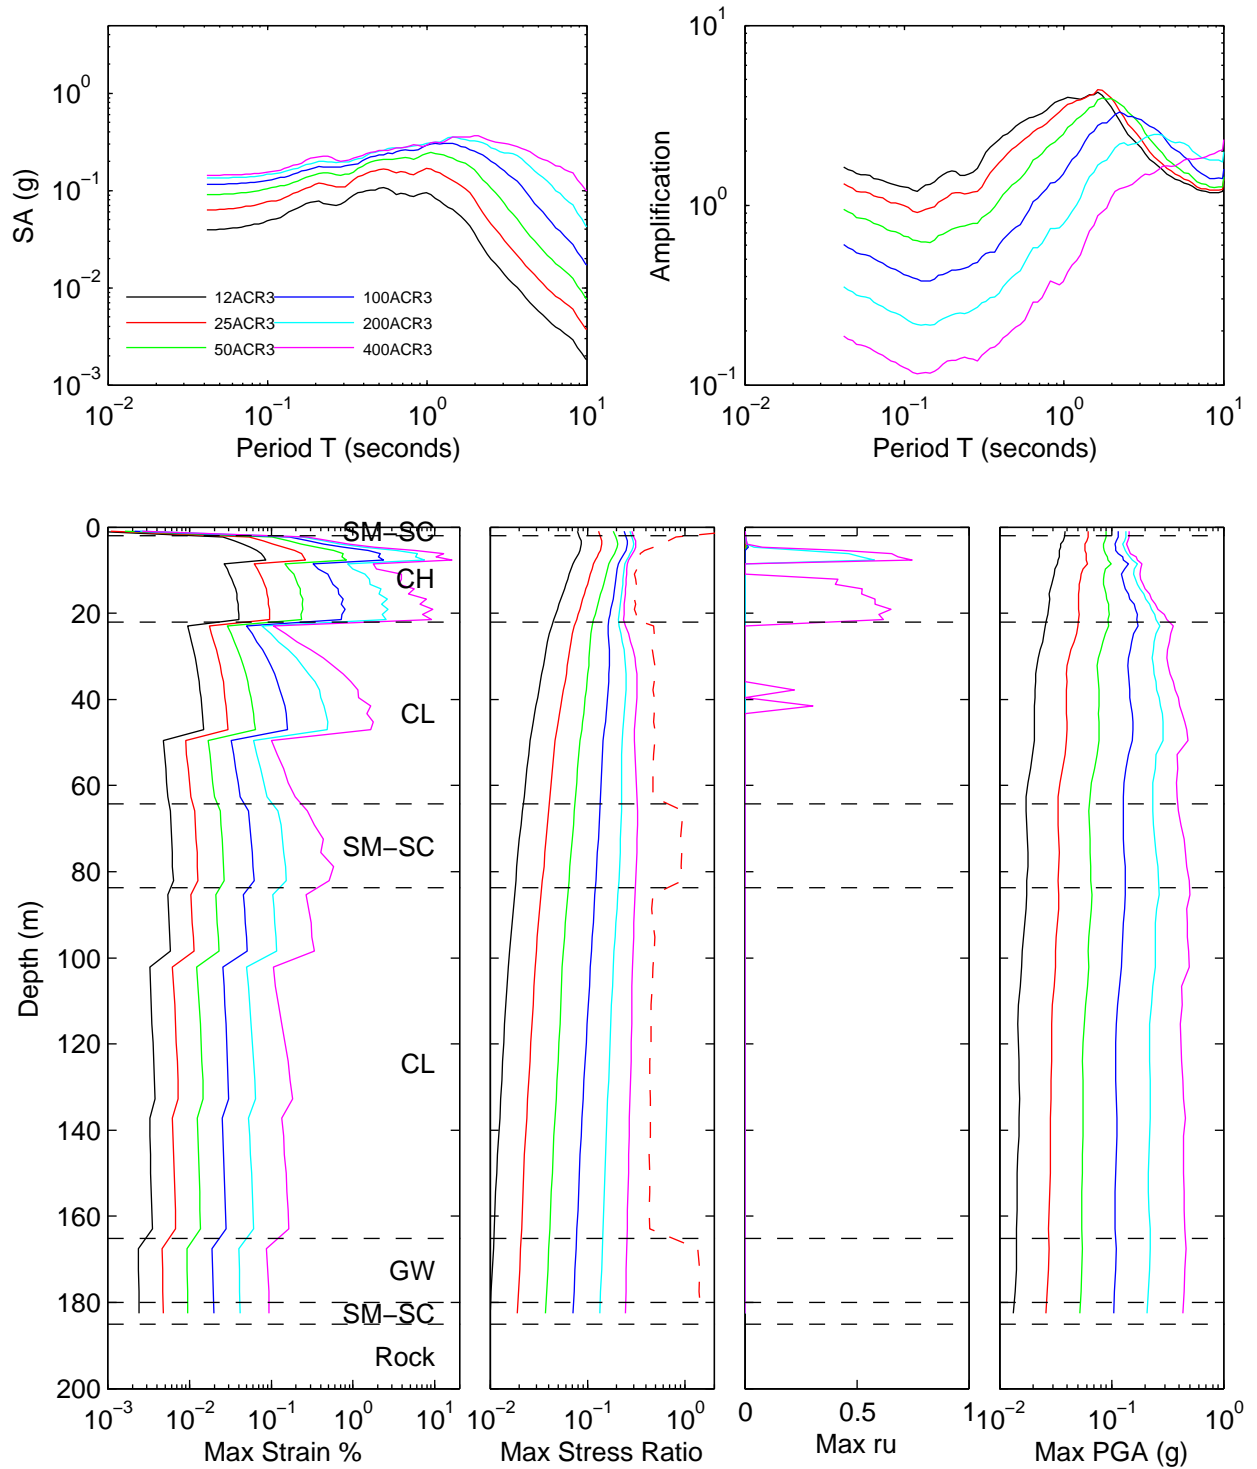 10^1
10^0
10^0
SA (g)
10^−1
Amplification
10^0
10^−2
12ACR3
100ACR3
25ACR3
200ACR3
50ACR3
400ACR3
10^−3
10^−1
10^−2
10^−1
10^0
10^1
10^−2
10^−1
10^0
10^1
Period T (seconds)
Period T (seconds)
0
SM−SC
CH
20
40
CL
60
SM−SC
80
Depth (m)
100
120
CL
140
160
GW
180
SM−SC
Rock
200
10^−3
10^−2
10^−1
10^0
10^1
10^−2
10^−1
10^0
0
0.5
1
10^−2
10^−1
10^0
Max Strain %
Max Stress Ratio
Max ru
Max PGA (g)